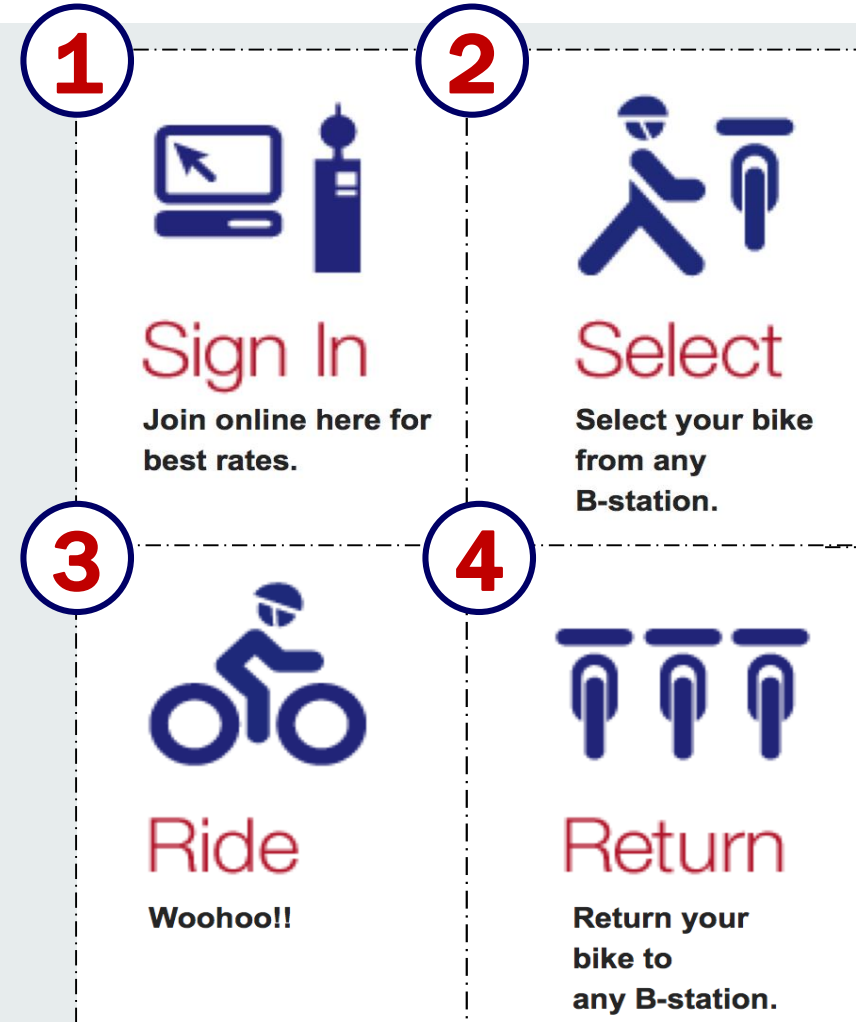 1
Sign In
Join online here for
best rates.
2
Select
Select your bike
from any
B-station.
3
Ride
Woohoo!!
4
Return
Return your
bike to
any B-station.